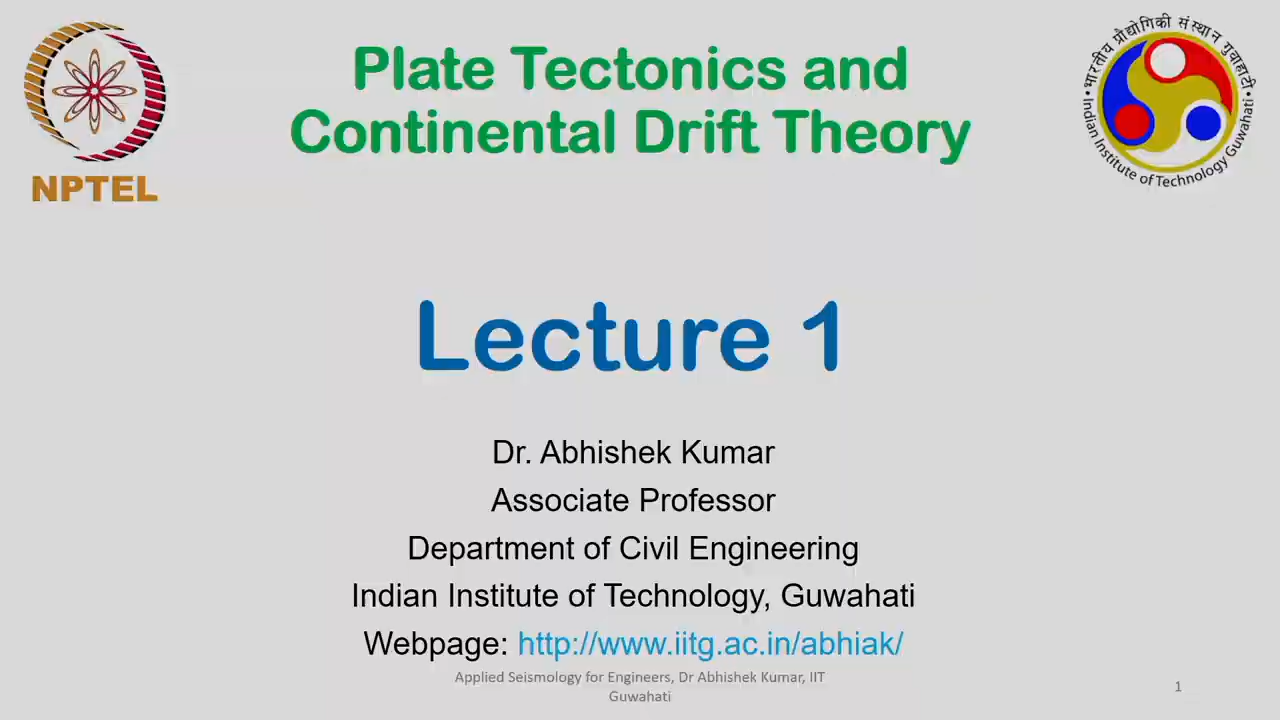 Plate Tectonics and
Continental Drift Theory
NPTEL
भारतीय प्रौद्योगिकी संस्थान गुवाहाटी
Indian Institute of Technology Guwahati
Lecture 1
Dr. Abhishek Kumar
Associate Professor
Department of Civil Engineering
Indian Institute of Technology, Guwahati
Webpage: http://www.iitg.ac.in/abhiak/
Applied Seismology for Engineers, Dr Abhishek Kumar, IIT
Guwahati
1